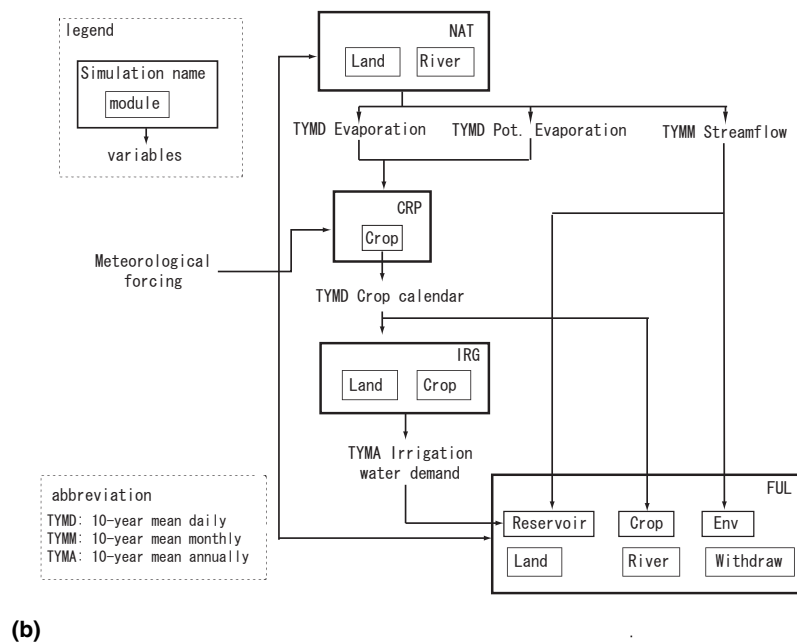 legend
Simulation name
module
variables
NAT
Land River
TYMD Evaporation TYMD Pot. Evaporation TYMM Streamflow
CRP
Crop
Meteorological
forcing
TYMD Crop calendar
IRG
Land Crop
TYMA Irrigation
water demand
abbreviation
TYMD: 10-year mean daily
TYMM: 10-year mean monthly
TYMA: 10-year mean annually
FUL
Reservoir Crop Env
Land River Withdraw
(b)